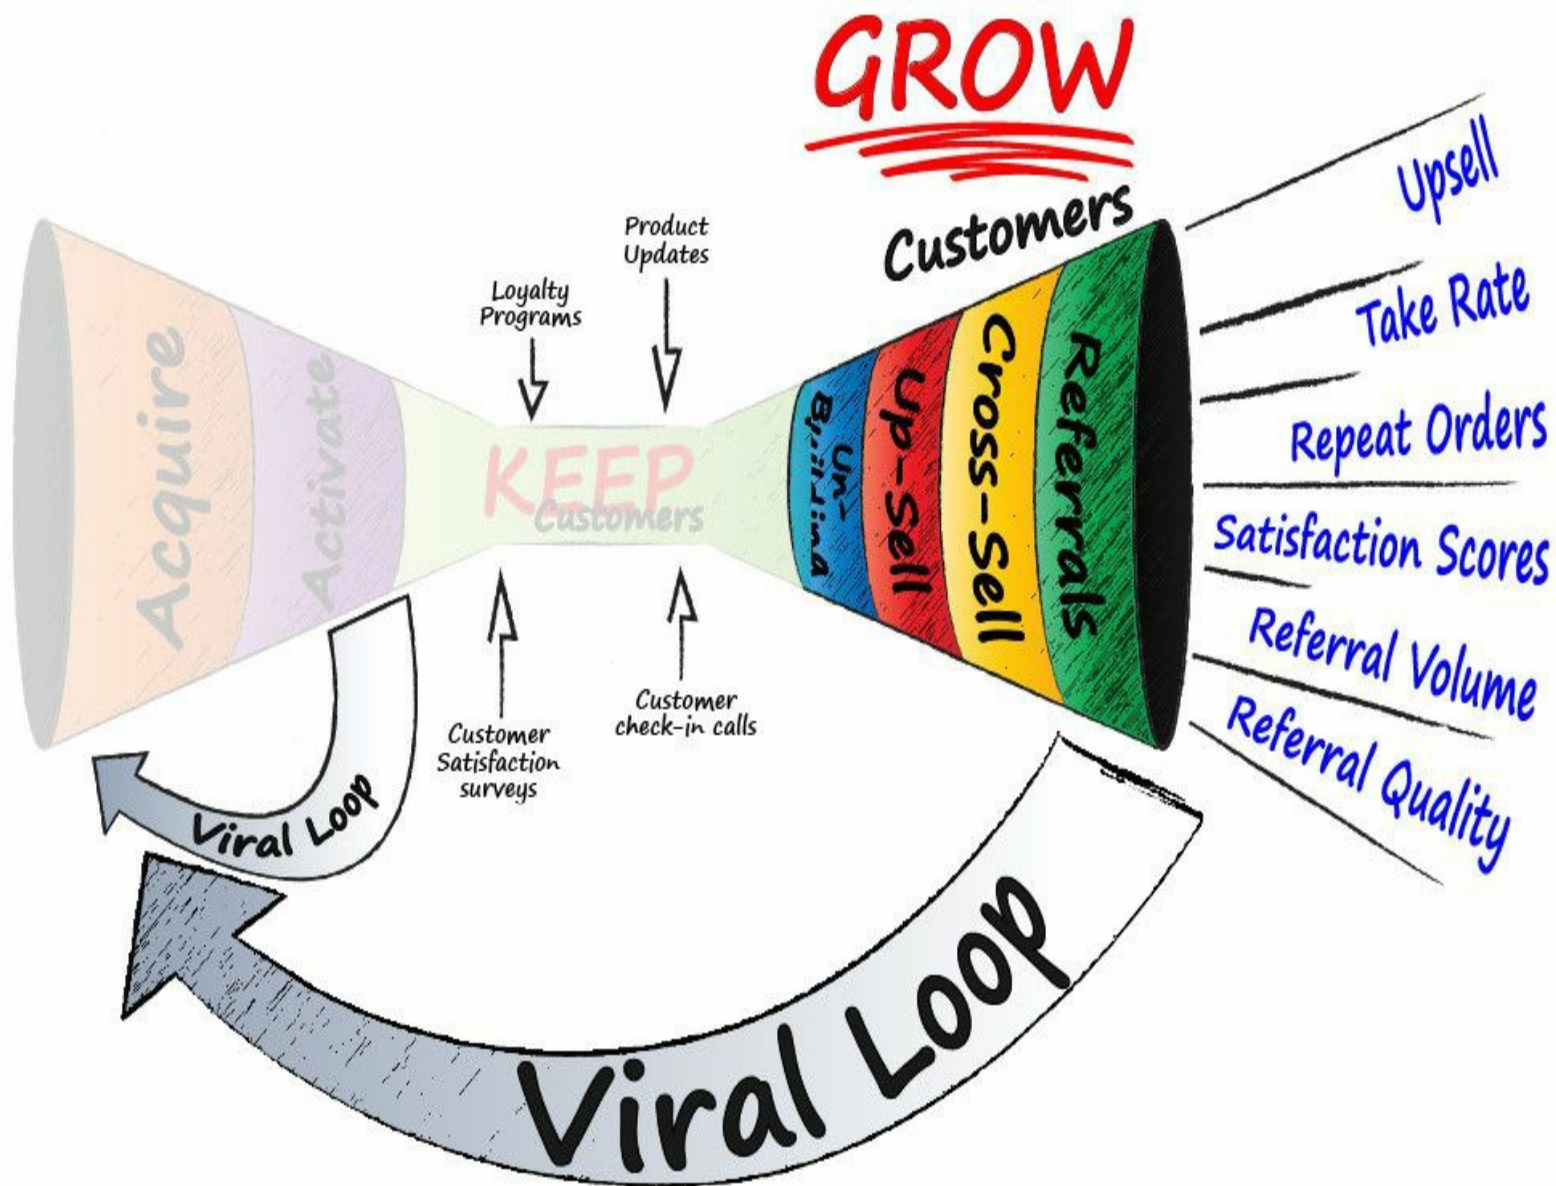 GROW
Customers
Product
Updates
Loyalty
Programs
Acquire
Activate
KEEP
Customers
Un-
Up-Sell
Cross-Sell
Referrals
Upsell
Take Rate
Repeat Orders
Satisfaction Scores
Referral Volume
Referral Quality
Customer
Satisfaction
surveys
Customer
check-in calls
Viral Loop
Viral Loop